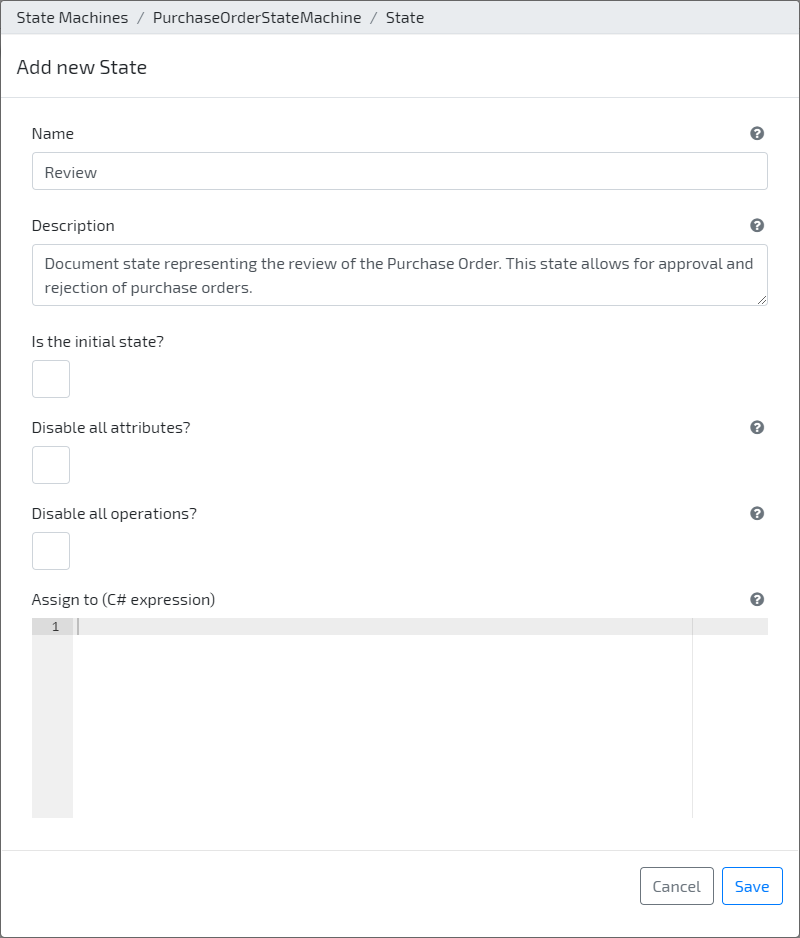 State Machines / PurchaseOrderStateMachine / State
Add new State
Name
Review
Description
Document state representing the review of the Purchase Order. This state allows for approval and
rejection of purchase orders.
Is the initial state?
Disable all attributes?
Disable all operations?
Assign to (C# expression)
1
Cancel Save